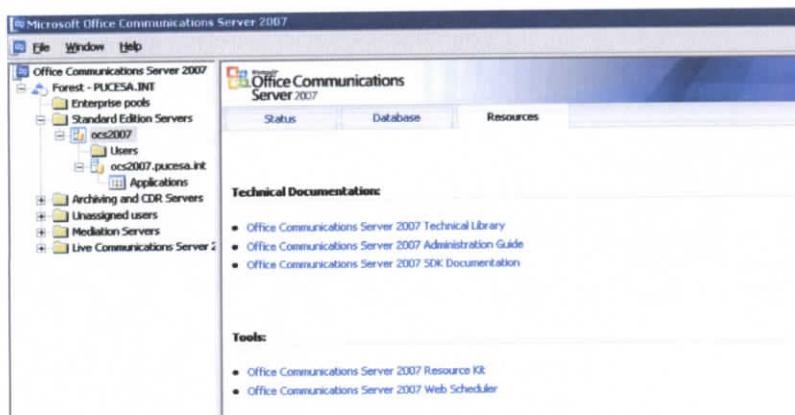 Microsoft Office Communications Server 2007
File Window Help
Office Communications Server 2007
Forest - PUCESA.INT
Enterprise pools
Standard Edition Servers
ocs2007
Users
ocs2007.pucesa.int
Applications
Archiving and CDR Servers
Unassigned users
Mediation Servers
Live Communications Server 2
Microsoft
Office Communications
Server 2007
Status Database Resources
Technical Documentation:
Office Communications Server 2007 Technical Library
Office Communications Server 2007 Administration Guide
Office Communications Server 2007 SDK Documentation
Tools:
Office Communications Server 2007 Resource Kit
Office Communications Server 2007 Web Scheduler